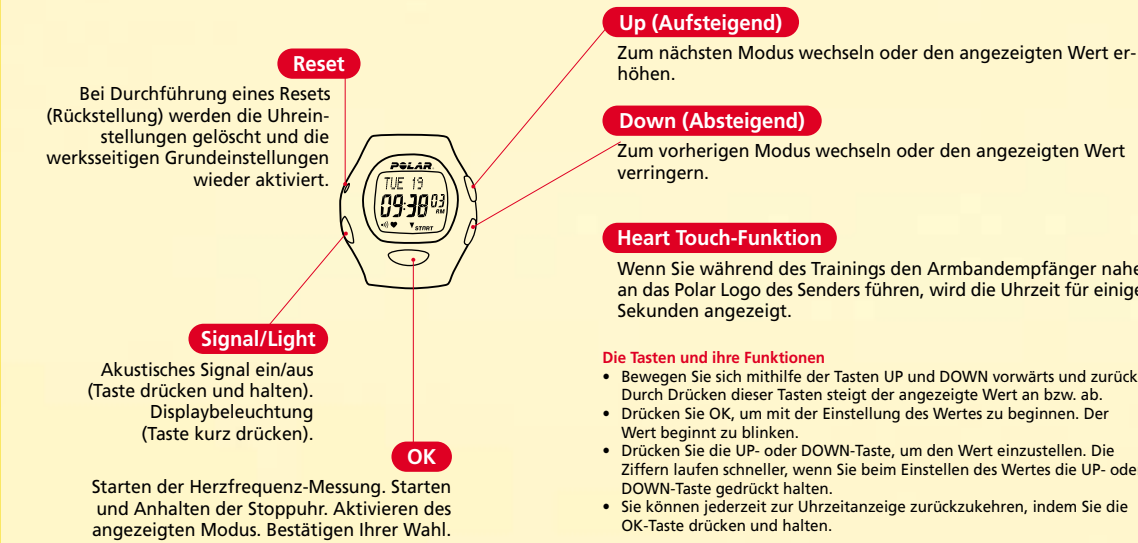 Reset
Bei Durchführung eines Resets
(Rückstellung) werden die Uhrein-
stellungen gelöscht und die
werksseitigen Grundeinstellungen
wieder aktiviert.
POLAR
TUE 19
09:38 03
AM
START
Signal/Light
Akustisches Signal ein/aus
(Taste drücken und halten).
Displaybeleuchtung
(Taste kurz drücken).
OK
Starten der Herzfrequenz-Messung. Starten
und Anhalten der Stoppuhr. Aktivieren des
angezeigten Modus. Bestätigen Ihrer Wahl.
Up (Aufsteigend)
Zum nächsten Modus wechseln oder den angezeigten Wert er-
höhen.
Down (Absteigend)
Zum vorherigen Modus wechseln oder den angezeigten Wert
verringern.
Heart Touch-Funktion
Wenn Sie während des Trainings den Armbandempfänger nahe
an das Polar Logo des Senders führen, wird die Uhrzeit für einige
Sekunden angezeigt.
Die Tasten und ihre Funktionen
• Bewegen Sie sich mithilfe der Tasten UP und DOWN vorwärts und zurück
Durch Drücken dieser Tasten steigt der angezeigte Wert an bzw. ab.
• Drücken Sie OK, um mit der Einstellung des Wertes zu beginnen. Der
Wert beginnt zu blinken.
• Drücken Sie die UP- oder DOWN-Taste, um den Wert einzustellen. Die
Ziffern laufen schneller, wenn Sie beim Einstellen des Wertes die UP- ode
DOWN-Taste gedrückt halten.
• Sie können jederzeit zur Uhrzeitanzeige zurückzukehren, indem Sie die
OK-Taste drücken und halten.